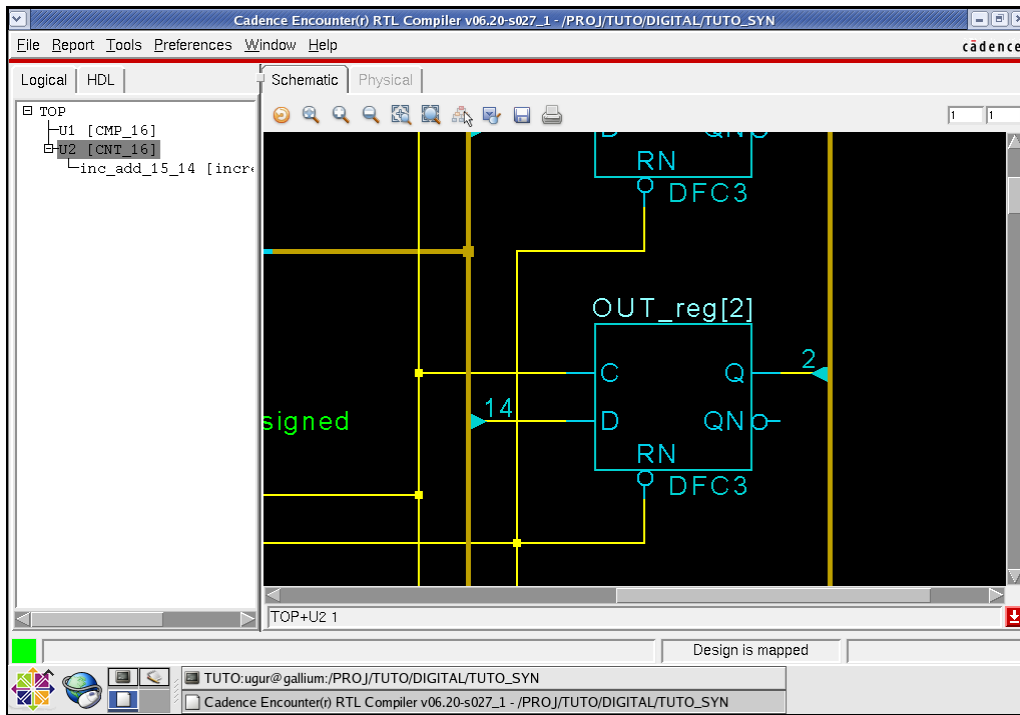 Cadence Encounter(r) RTL Compiler v06.20-s027_1 - /PROJ/TUTO/DIGITAL/TUTO_SYN
File Report Tools Preferences Window Help
cādence
Logical HDL
Schematic Physical
1 1
TOP
U1 [CMP_16]
U2 [CNT_16]
inc_add_15_14 [incre
D QN
RN
DFC3
OUT_reg[2]
C Q 2
14 D QN
signed
RN
DFC3
TOP+U2 1
Design is mapped
TUTO:ugur@gallium:/PROJ/TUTO/DIGITAL/TUTO_SYN
Cadence Encounter(r) RTL Compiler v06.20-s027_1 - /PROJ/TUTO/DIGITAL/TUTO_SYN